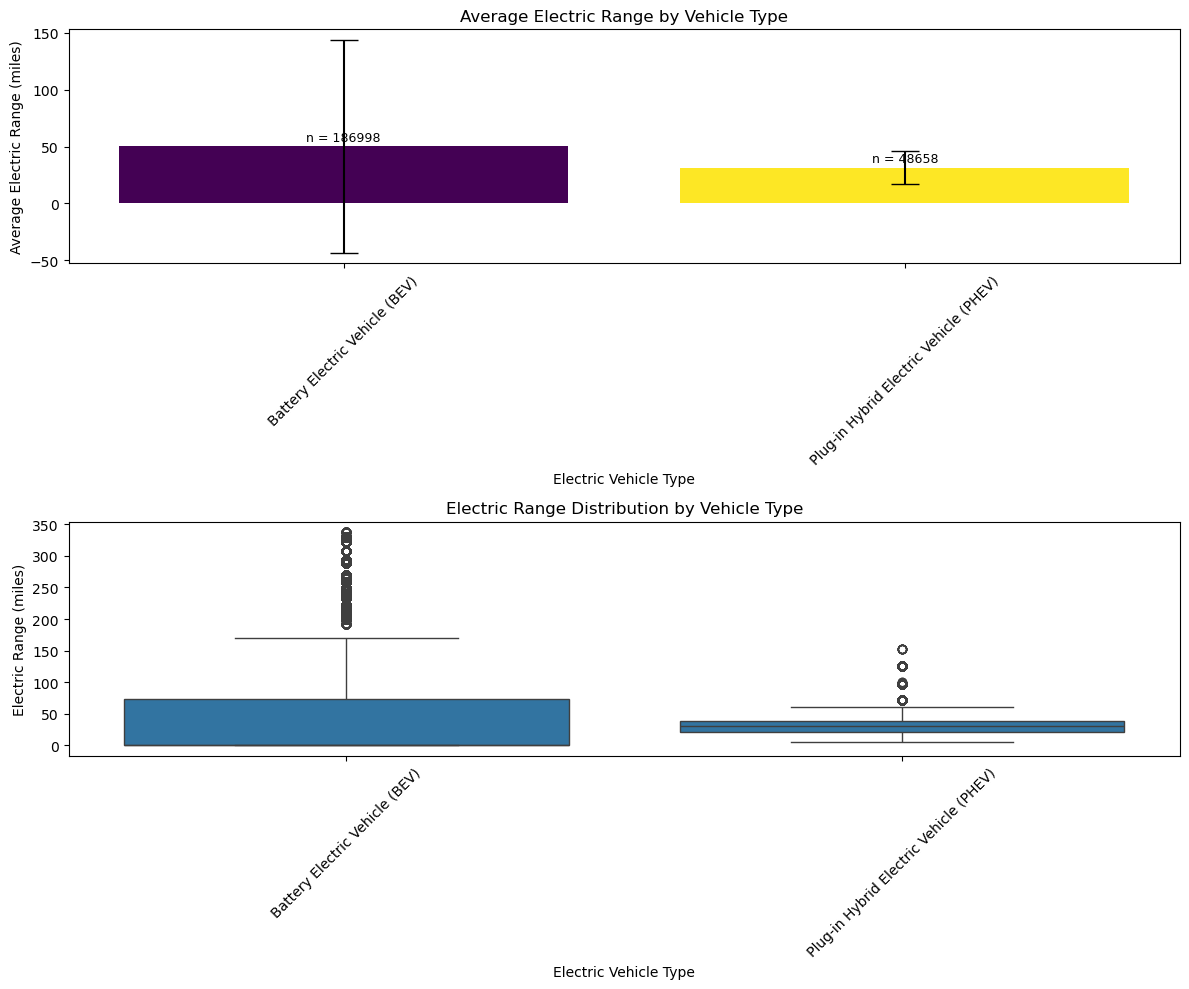 Average Electric Range by Vehicle Type
Average Electric Range (miles)
150
100
50
0
−50
n = 186998
n = 48658
Battery Electric Vehicle (BEV)
Plug-in Hybrid Electric Vehicle (PHEV)
Electric Vehicle Type
Electric Range Distribution by Vehicle Type
Electric Range (miles)
350
300
250
200
150
100
50
0
Battery Electric Vehicle (BEV)
Plug-in Hybrid Electric Vehicle (PHEV)
Electric Vehicle Type